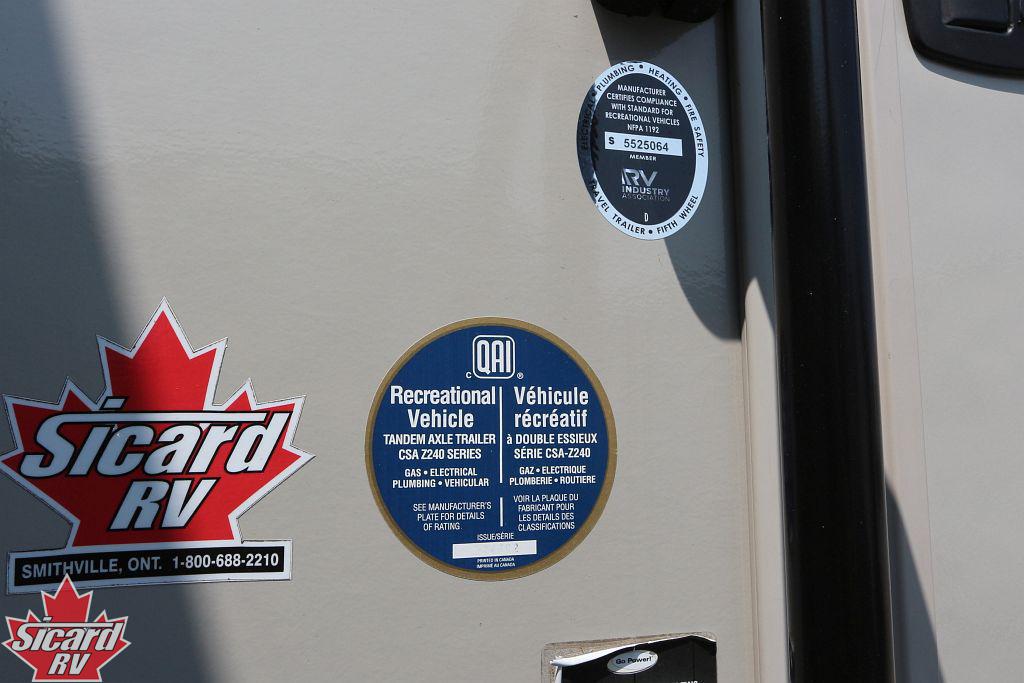 ELECTRICAL • PLUMBING • HEATING • FIRE SAFETY
MANUFACTURER
CERTIFIES COMPLIANCE
WITH STANDARD FOR
RECREATIONAL VEHICLES
NFPA 1192
S 5525064
MEMBER
RV
INDUSTRY
ASSOCIATION
D
TRAVEL TRAILER • FIFTH WHEEL
Sicard
RV
SMITHVILLE, ONT. 1-800-688-2210
C QAI ®
Recreational
Vehicle
TANDEM AXLE TRAILER
CSA Z240 SERIES
GAS • ELECTRICAL
PLUMBING • VEHICULAR
SEE MANUFACTURER'S
PLATE FOR DETAILS
OF RATING
Véhicule
récréatif
à DOUBLE ESSIEUX
SÉRIE CSA-Z240
GAZ • ELECTRIQUE
PLOMBERIE • ROUTIERE
VOIR LA PLAQUE DU
FABRICANT POUR
LES DETAILS DES
CLASSIFICATIONS
ISSUE/SÉRIE
PRINTED IN CANADA
IMPRIMÉ AU CANADA
Go Power!
Sicard
RV